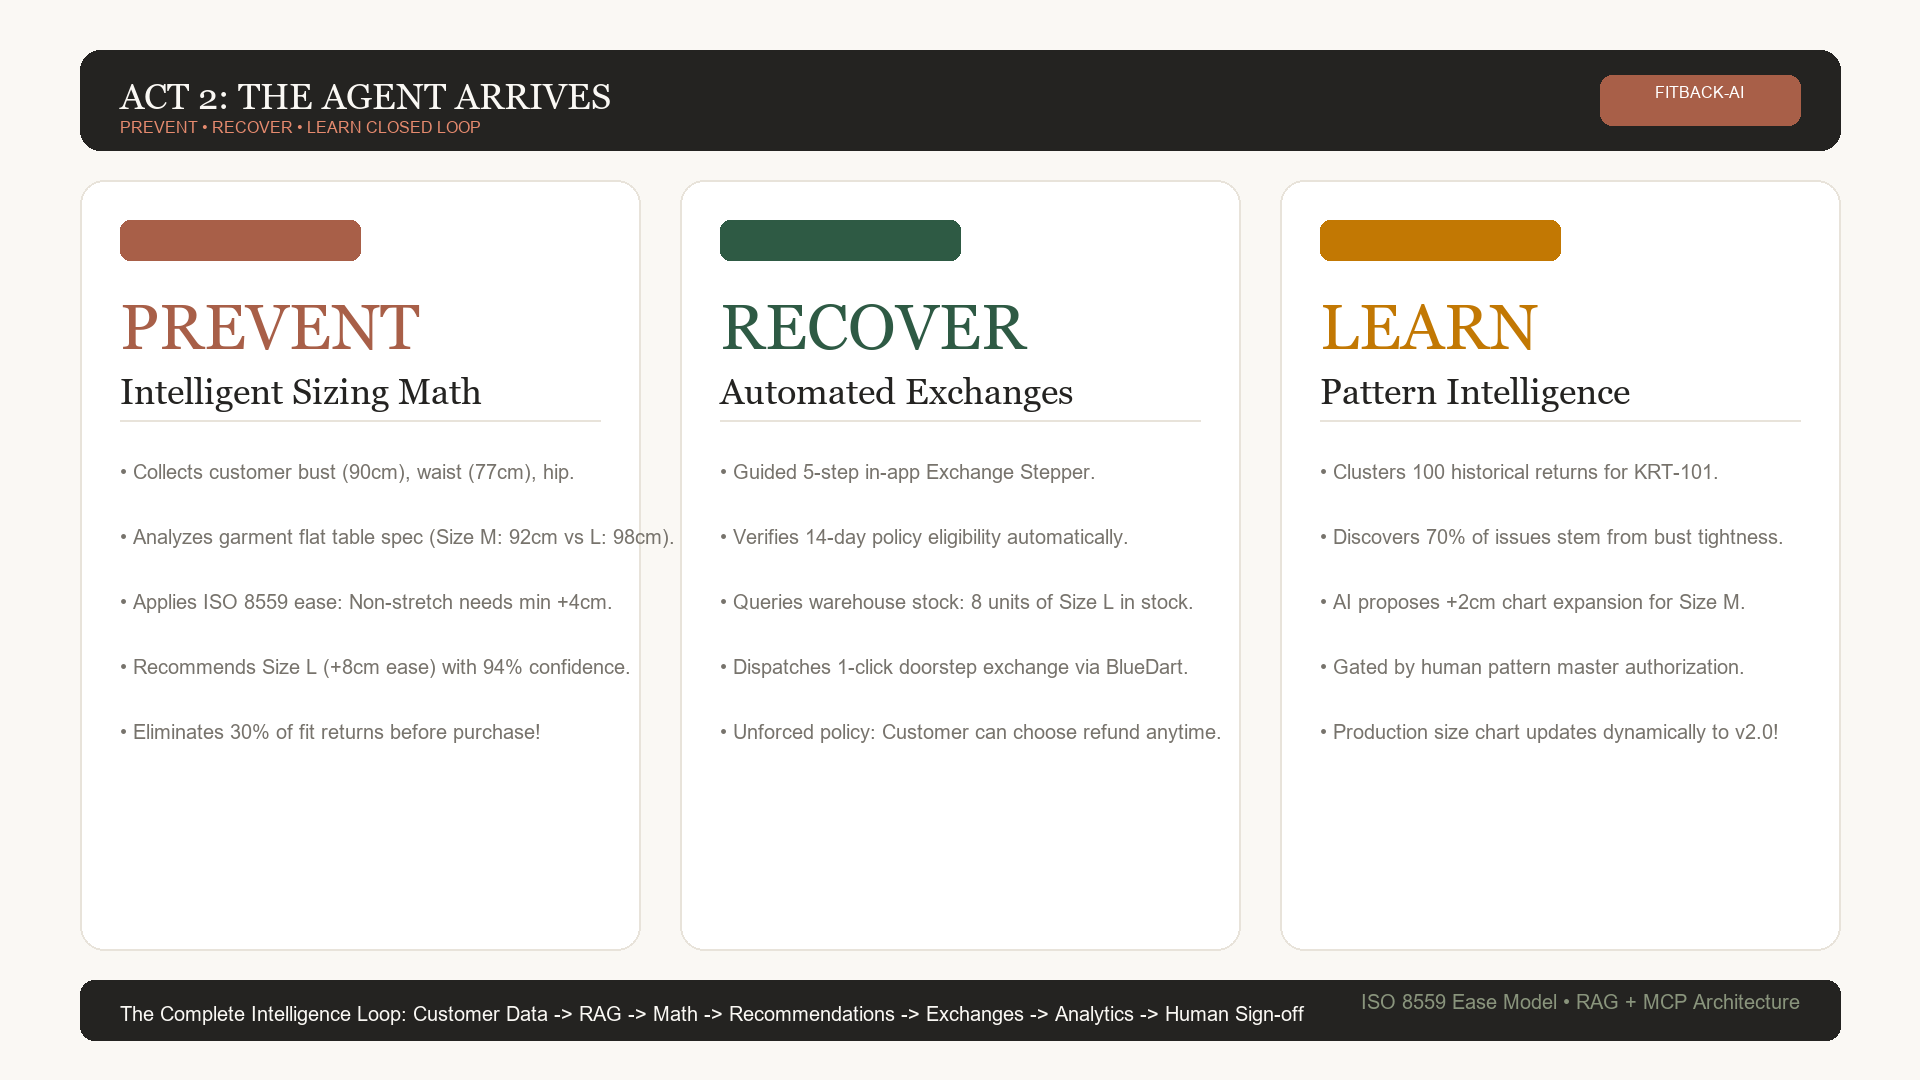 ACT 2: THE AGENT ARRIVES
PREVENT • RECOVER • LEARN CLOSED LOOP
FITBACK-AI
PREVENT
Intelligent Sizing Math
• Collects customer bust (90cm), waist (77cm), hip.
• Analyzes garment flat table spec (Size M: 92cm vs L: 98cm).
• Applies ISO 8559 ease: Non-stretch needs min +4cm.
• Recommends Size L (+8cm ease) with 94% confidence.
• Eliminates 30% of fit returns before purchase!
RECOVER
Automated Exchanges
• Guided 5-step in-app Exchange Stepper.
• Verifies 14-day policy eligibility automatically.
• Queries warehouse stock: 8 units of Size L in stock.
• Dispatches 1-click doorstep exchange via BlueDart.
• Unforced policy: Customer can choose refund anytime.
LEARN
Pattern Intelligence
• Clusters 100 historical returns for KRT-101.
• Discovers 70% of issues stem from bust tightness.
• AI proposes +2cm chart expansion for Size M.
• Gated by human pattern master authorization.
• Production size chart updates dynamically to v2.0!
The Complete Intelligence Loop: Customer Data -> RAG -> Math -> Recommendations -> Exchanges -> Analytics -> Human Sign-off
ISO 8559 Ease Model • RAG + MCP Architecture